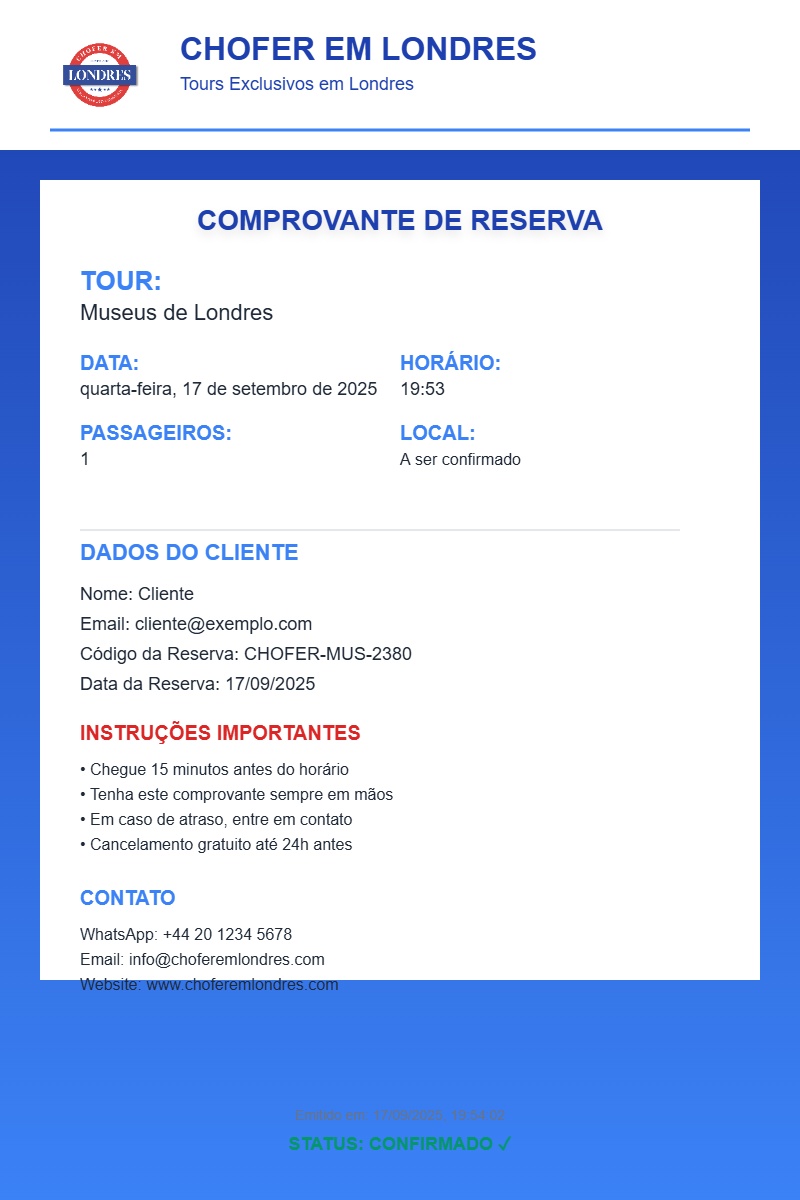 CHOFER EM
LONDRES
CHOFER EM LONDRES
Tours Exclusivos em Londres
COMPROVANTE DE RESERVA
TOUR:
Museus de Londres
DATA: HORÁRIO:
quarta-feira, 17 de setembro de 2025 19:53
PASSAGEIROS: LOCAL:
1 A ser confirmado
DADOS DO CLIENTE
Nome: Cliente
Email: cliente@exemplo.com
Código da Reserva: CHOFER-MUS-2380
Data da Reserva: 17/09/2025
INSTRUÇÕES IMPORTANTES
• Chegue 15 minutos antes do horário
• Tenha este comprovante sempre em mãos
• Em caso de atraso, entre em contato
• Cancelamento gratuito até 24h antes
CONTATO
WhatsApp: +44 20 1234 5678
Email: info@choferemlondres.com
Website: www.choferemlondres.com
Emitido em: 17/09/2025, 19:54:02
STATUS: CONFIRMADO ✓